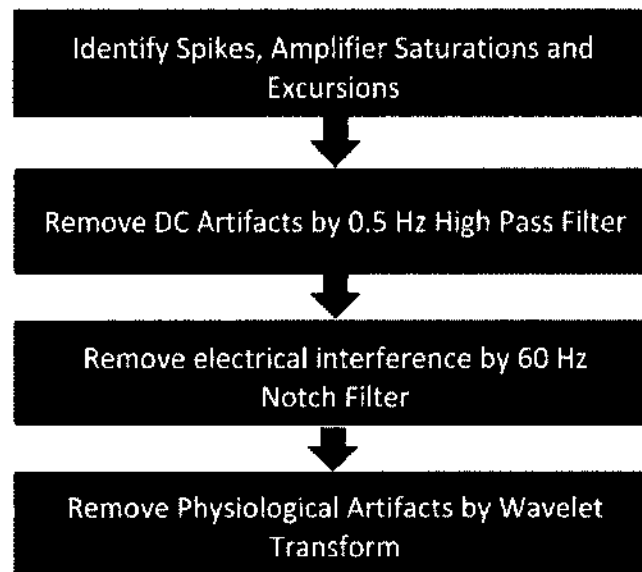 Identify Spikes, Amplifier Saturations and
Excursions
Remove DC Artifacts by 0.5 Hz High Pass Filter
Remove electrical interference by 60 Hz
Notch Filter
Remove Physiological Artifacts by Wavelet
Transform